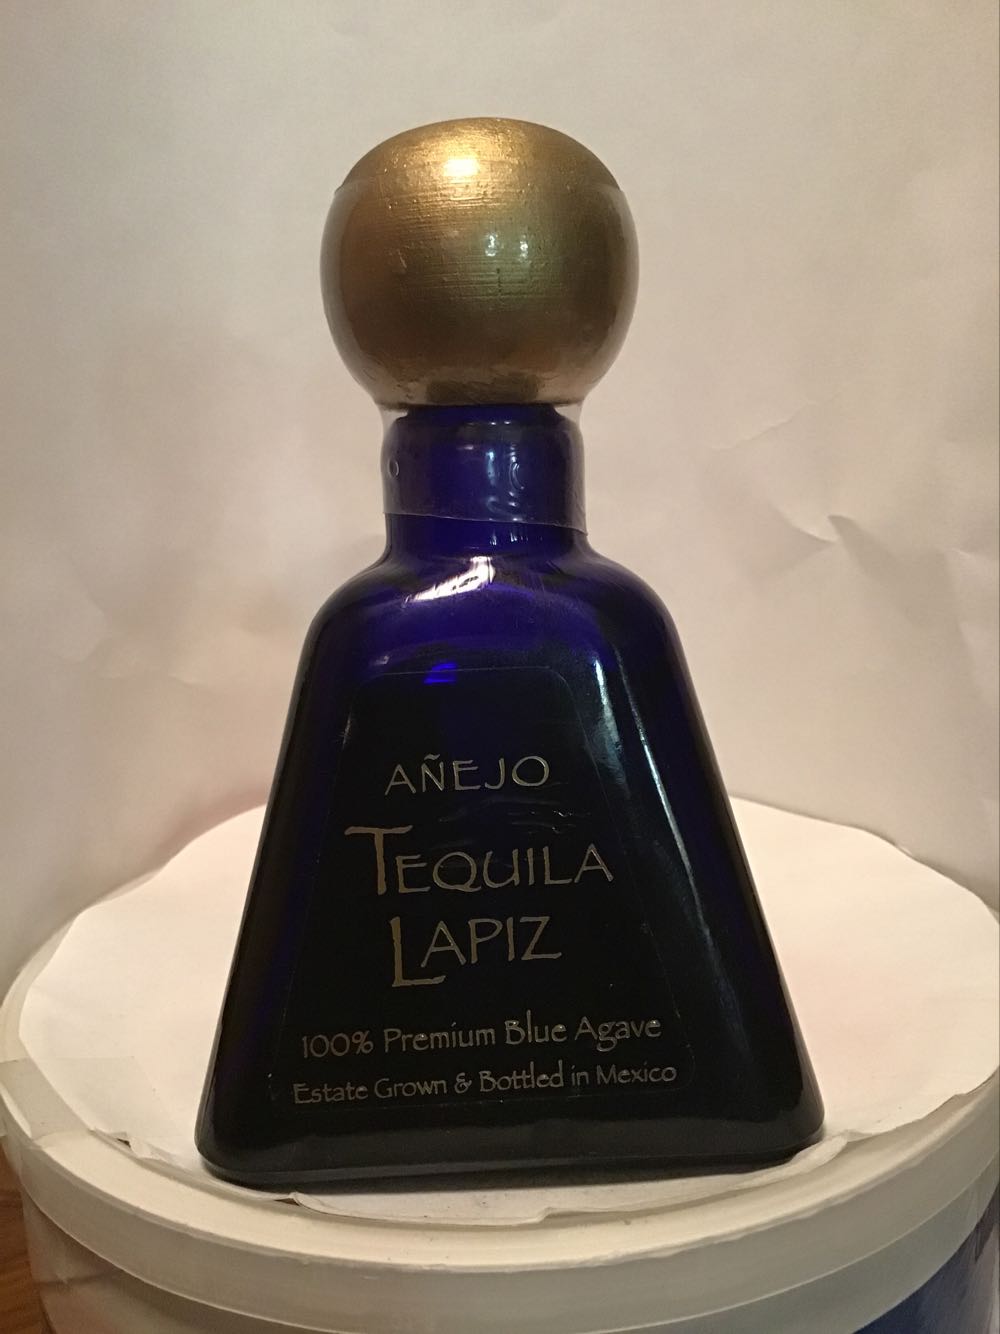 AÑEJO
TEQUILA
LAPIZ
100% Premium Blue Agave
Estate Grown & Bottled in Mexico